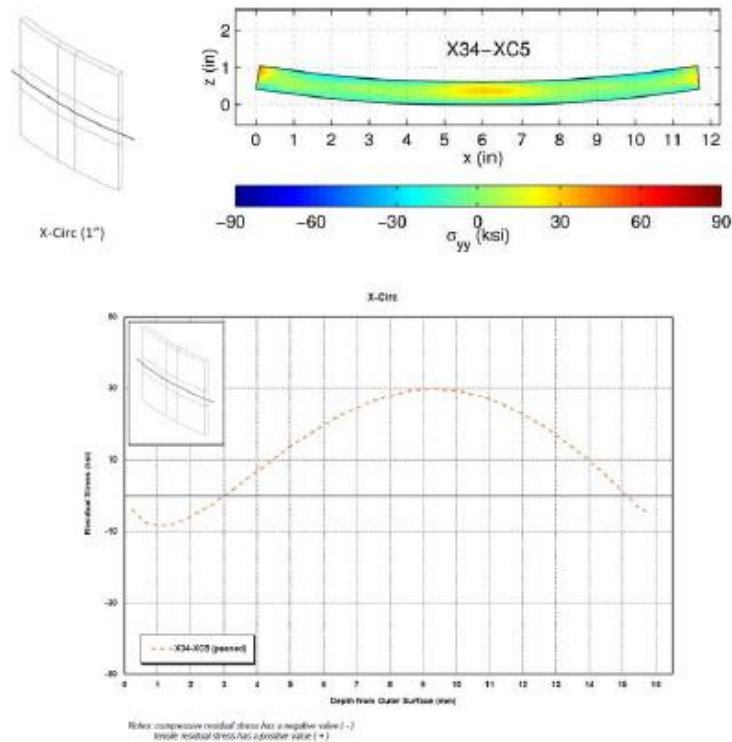 X-Circ (1")
z (in)
2
1
0
X34-XC5
0 1 2 3 4 5 6 7 8 9 10 11 12
x (in)
-90 -60 -30 0 30 60 90
σyy (ksi)
X-Circ
50
30
10
-10
-30
-50
Residual Stress (ksi)
X34-XC5 (peened)
0 1 2 3 4 5 6 7 8 9 10 11 12 13 14 15 16
Depth from Outer Surface (mm)
Notes: compressive residual stress has a negative value ( - )
tensile residual stress has a positive value ( + )